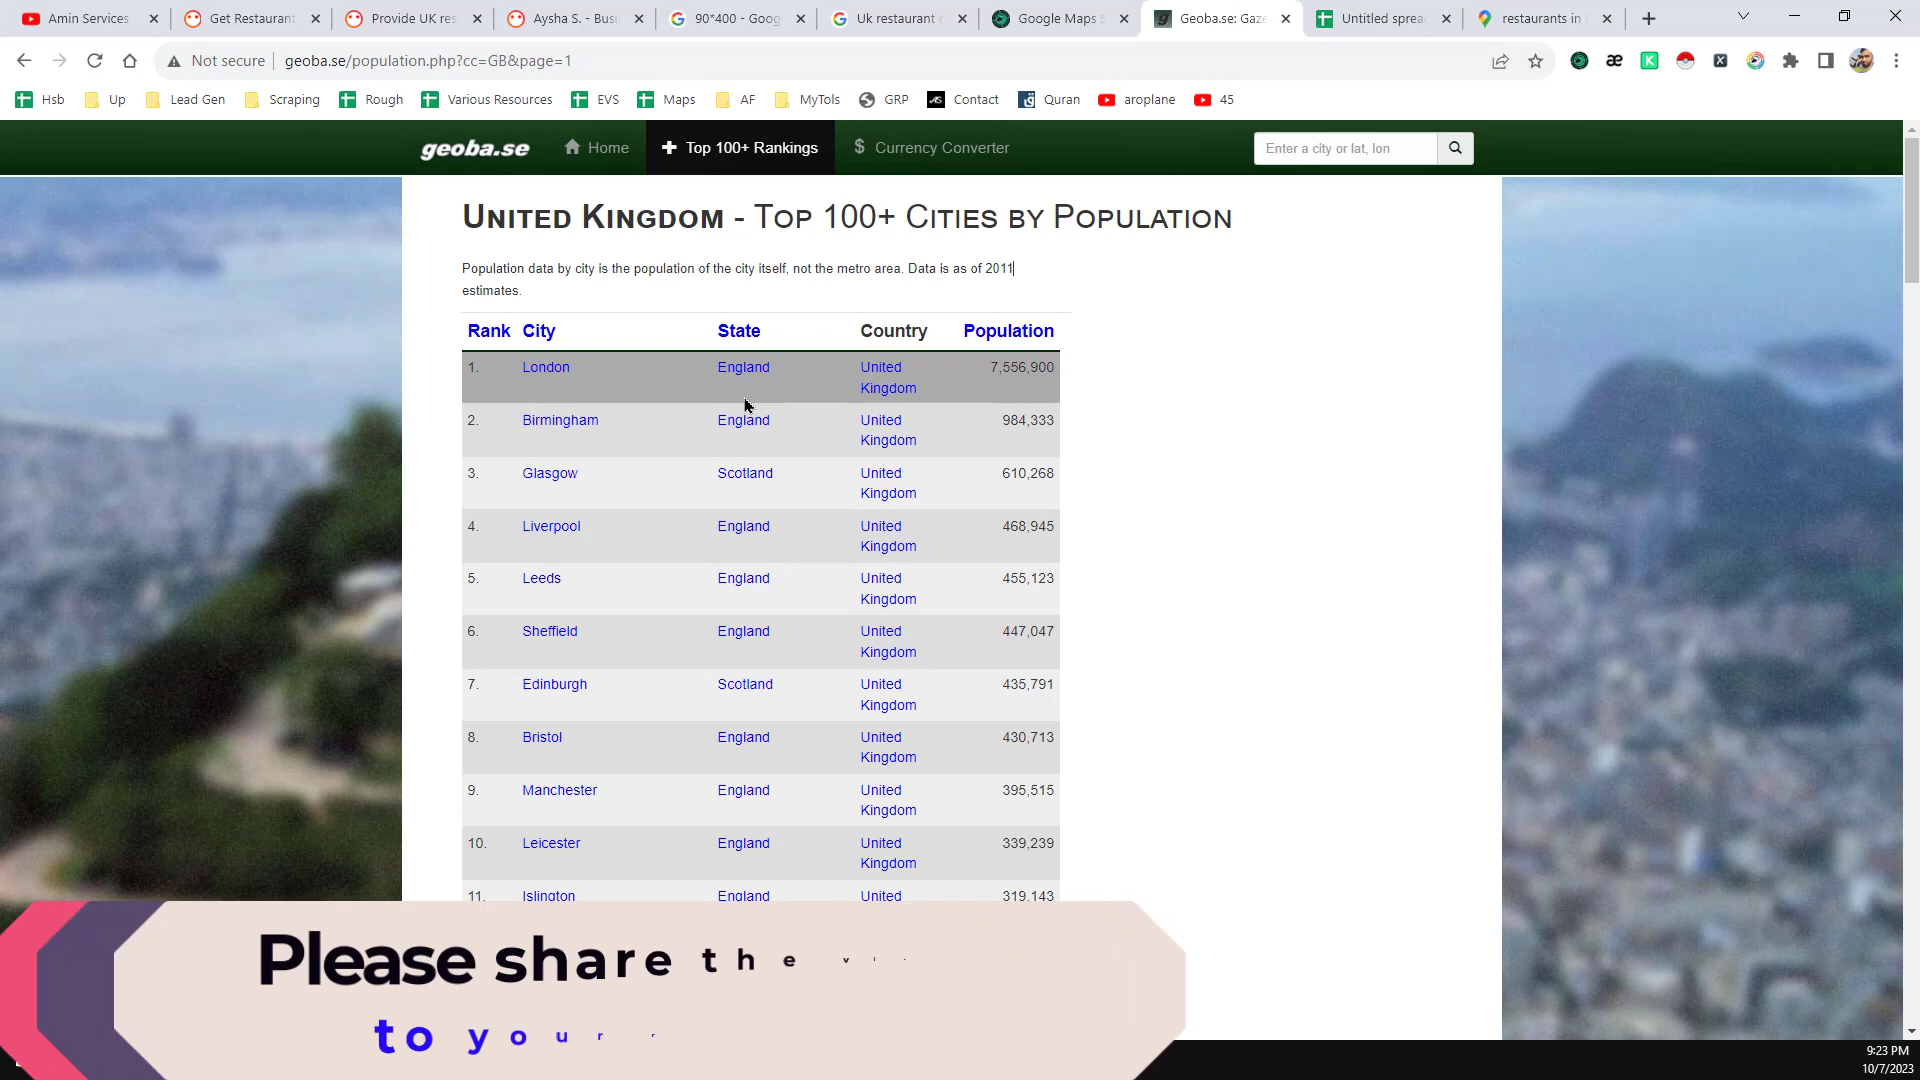 Amin Services
Get Restaurant
Provide UK res
Aysha S. - Busi
90*400 - Goog
Uk restaurant
Google Maps S
Geoba.se: Gaz
Untitled sprea
restaurants in
Not secure
geoba.se/population.php?cc=GB&page=1
Hsb
Up
Lead Gen
Scraping
Rough
Various Resources
EVS
Maps
AF
MyTols
GRP
Contact
Quran
aroplane
45
geoba.se
Home
Top 100+ Rankings
$ Currency Converter
Enter a city or lat, lon
United Kingdom - Top 100+ Cities by Population
Population data by city is the population of the city itself, not the metro area. Data is as of 2011
estimates.
Rank City State Country Population
1. London England United Kingdom 7,556,900
2. Birmingham England United Kingdom 984,333
3. Glasgow Scotland United Kingdom 610,268
4. Liverpool England United Kingdom 468,945
5. Leeds England United Kingdom 455,123
6. Sheffield England United Kingdom 447,047
7. Edinburgh Scotland United Kingdom 435,791
8. Bristol England United Kingdom 430,713
9. Manchester England United Kingdom 395,515
10. Leicester England United Kingdom 339,239
11. Islington England United 319,143
Please share the v
to your
9:23 PM
10/7/2023